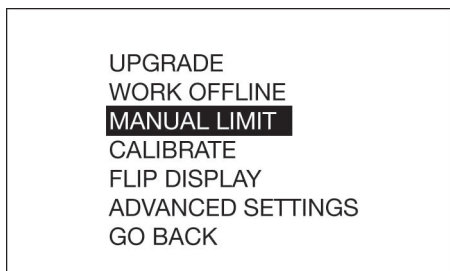 UPGRADE
WORK OFFLINE
MANUAL LIMIT
CALIBRATE
FLIP DISPLAY
ADVANCED SETTINGS
GO BACK